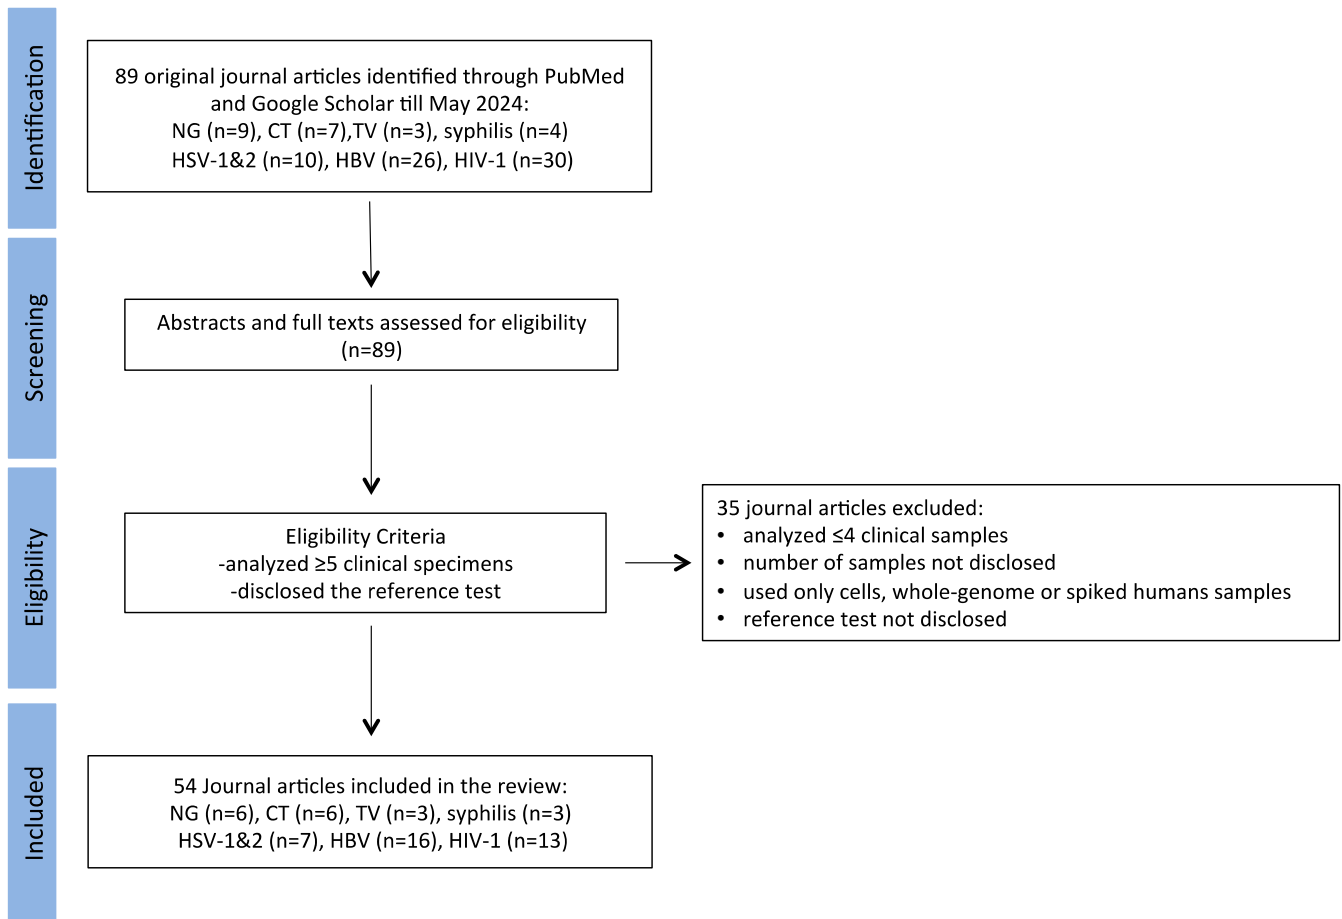 Identification
89 original journal articles identified through PubMed
and Google Scholar till May 2024:
NG (n=9), CT (n=7),TV (n=3), syphilis (n=4)
HSV-1&2 (n=10), HBV (n=26), HIV-1 (n=30)
Screening
Abstracts and full texts assessed for eligibility
(n=89)
Eligibility
Eligibility Criteria
-analyzed ≥5 clinical specimens
-disclosed the reference test
35 journal articles excluded:
• analyzed ≤4 clinical samples
• number of samples not disclosed
• used only cells, whole-genome or spiked humans samples
• reference test not disclosed
Included
54 Journal articles included in the review:
NG (n=6), CT (n=6), TV (n=3), syphilis (n=3)
HSV-1&2 (n=7), HBV (n=16), HIV-1 (n=13)